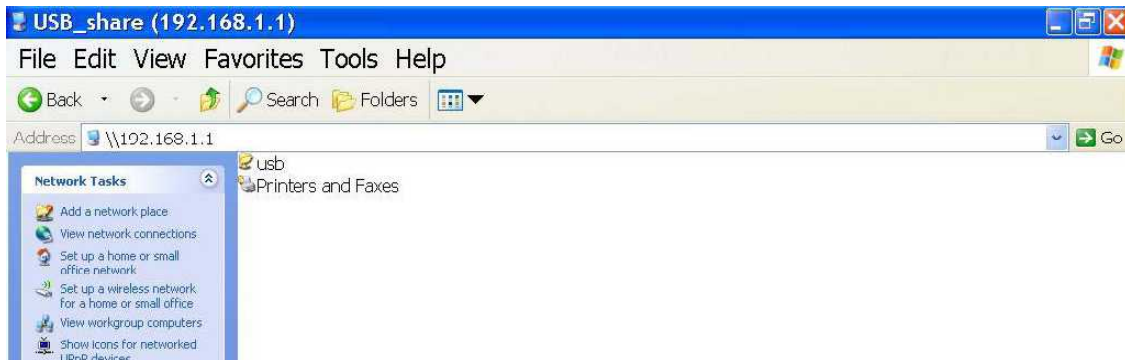 USB_share (192.168.1.1)
File Edit View Favorites Tools Help
Back Search Folders
Address \\192.168.1.1 Go
usb
Printers and Faxes
Network Tasks
Add a network place
View network connections
Set up a home or small
office network
Set up a wireless network
for a home or small office
View workgroup computers
Show icons for networked
UPnP devices